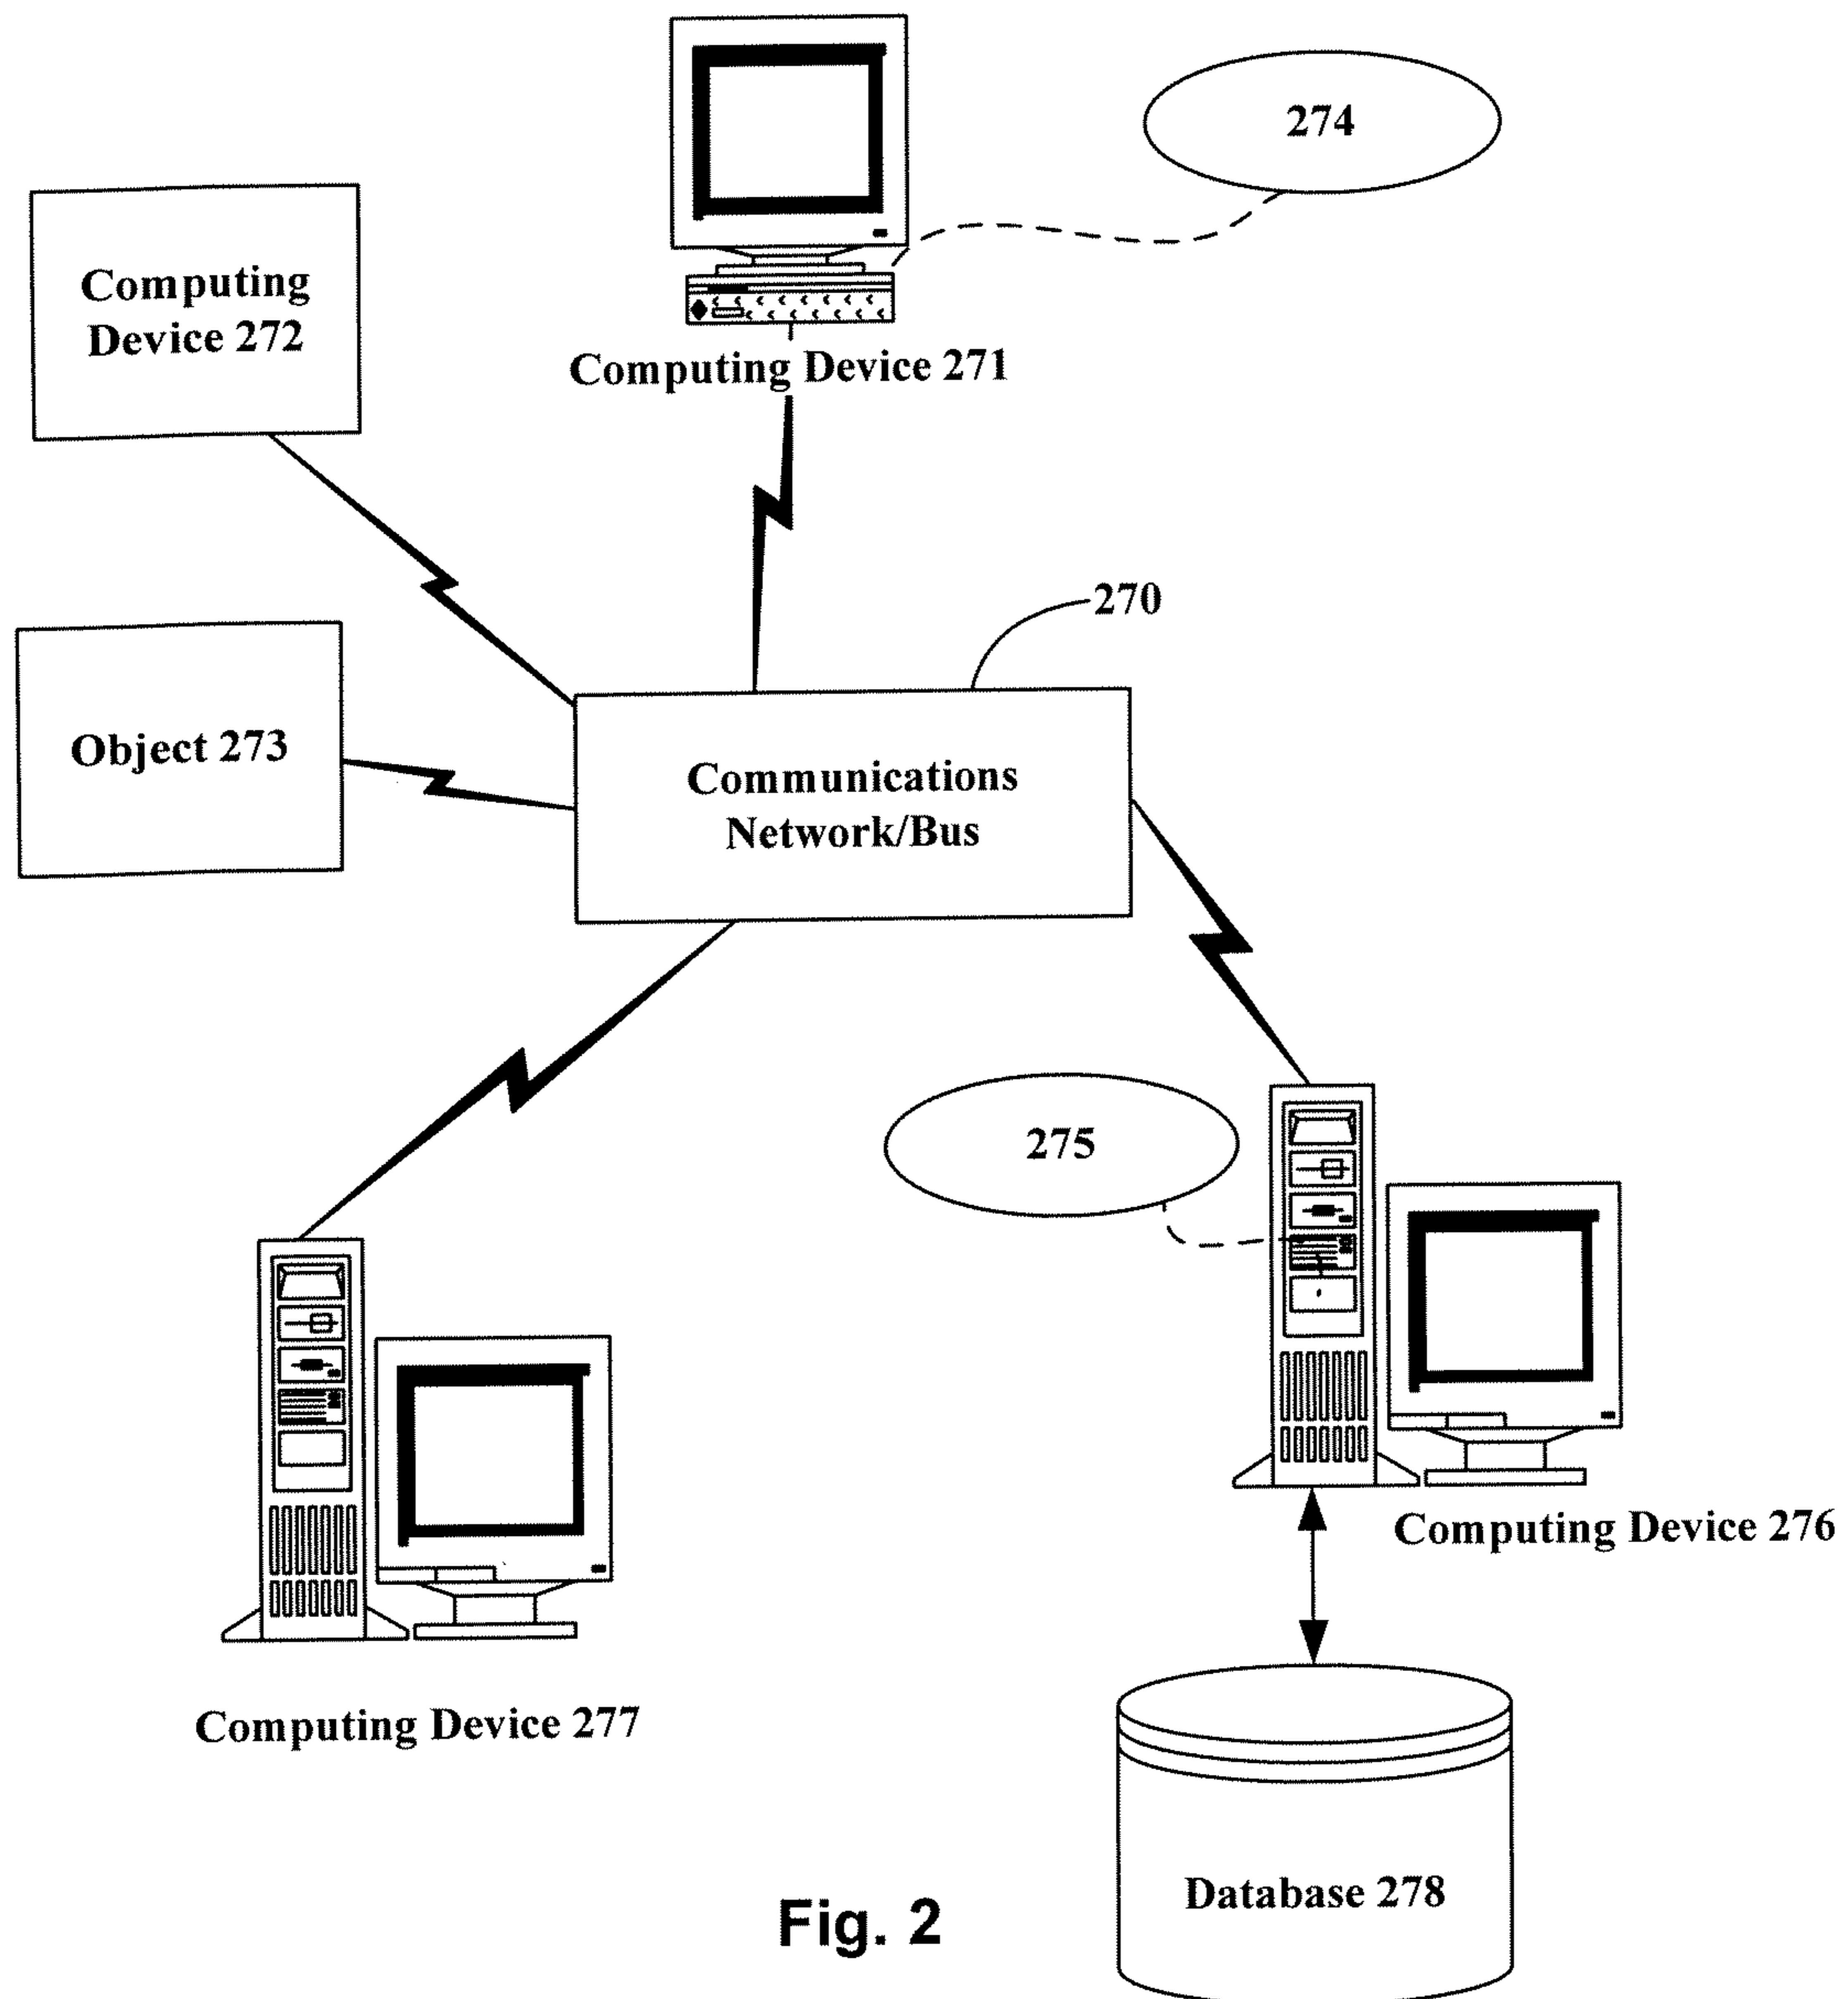 274
Computing
Device 272
Computing Device 271
270
Object 273
Communications
Network/Bus
275
Computing Device 276
Computing Device 277
Database 278
Fig. 2